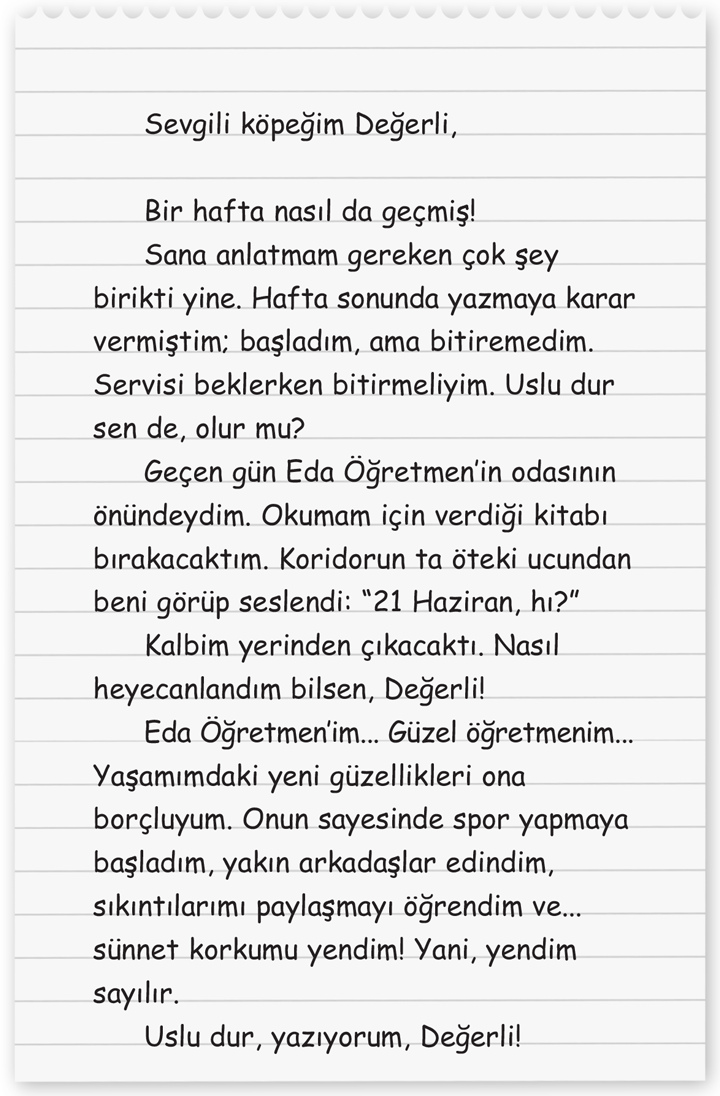 Sevgili köpeğim Değerli,
Bir hafta nasıl da geçmiş!
Sana anlatmam gereken çok şey
birikti yine. Hafta sonunda yazmaya karar
vermiştim; başladım, ama bitiremedim.
Servisi beklerken bitirmeliyim. Uslu dur
sen de, olur mu?
Geçen gün Eda Öğretmen’in odasının
önündeydim. Okumam için verdiği kitabı
bırakacaktım. Koridorun ta öteki ucundan
beni görüp seslendi: “21 Haziran, hı?”
Kalbim yerinden çıkacaktı. Nasıl
heyecanlandım bilsen, Değerli!
Eda Öğretmen’im... Güzel öğretmenim...
Yaşamımdaki yeni güzellikleri ona
borçluyum. Onun sayesinde spor yapmaya
başladım, yakın arkadaşlar edindim,
sıkıntılarımı paylaşmayı öğrendim ve...
sünnet korkumu yendim! Yani, yendim
sayılır.
Uslu dur, yazıyorum, Değerli!